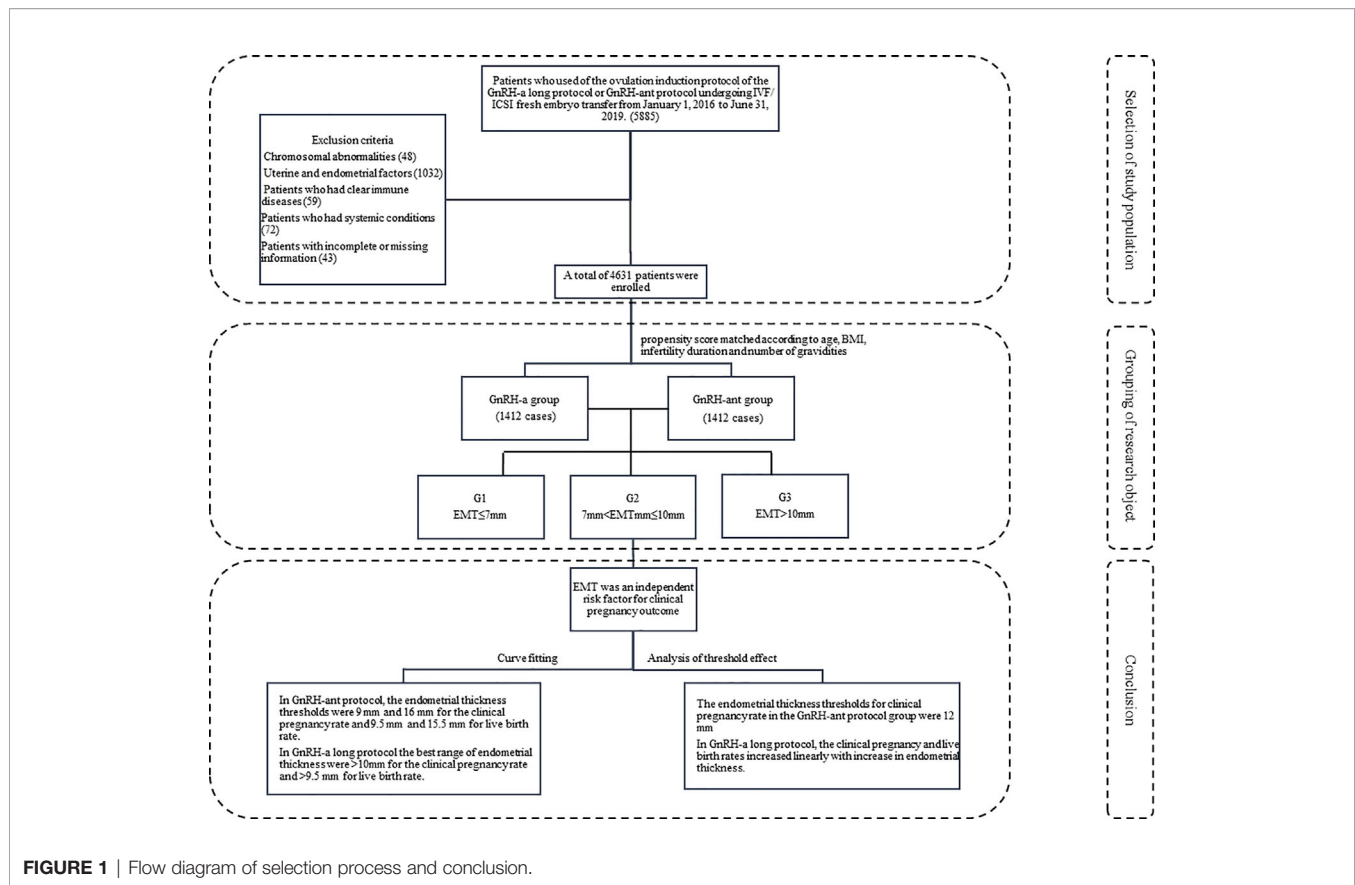 Patients who used of the ovulation induction protocol of the
GnRH-a long protocol or GnRH-ant protocol undergoing IVF/
ICSI fresh embryo transfer from January 1, 2016 to June 31,
2019. (5885)
Exclusion criteria
Chromosomal abnormalities (48)
Uterine and endometrial factors (1032)
Patients who had clear immune
diseases (59)
Patients who had systemic conditions
(72)
Patients with incomplete or missing
information (43)
A total of 4631 patients were
enrolled
Selection of study population
propensity score matched according to age, BMI,
infertility duration and number of gravidities
GnRH-a group
(1412 cases)
GnRH-ant group
(1412 cases)
G1
EMT≤7mm
G2
7mm<EMTmm≤10mm
G3
EMT>10mm
Grouping of research object
EMT was an independent
risk factor for clinical
pregnancy outcome
Curve fitting
Analysis of threshold effect
In GnRH-ant protocol, the endometrial thickness
thresholds were 9 mm and 16 mm for the clinical
pregnancy rate and 9.5 mm and 15.5 mm for live birth
rate.
In GnRH-a long protocol the best range of endometrial
thickness were >10mm for the clinical pregnancy rate
and >9.5 mm for live birth rate.
The endometrial thickness thresholds for clinical
pregnancy rate in the GnRH-ant protocol group were 12
mm
In GnRH-a long protocol, the clinical pregnancy and live
birth rates increased linearly with increase in endometrial
thickness.
Conclusion
FIGURE 1 | Flow diagram of selection process and conclusion.